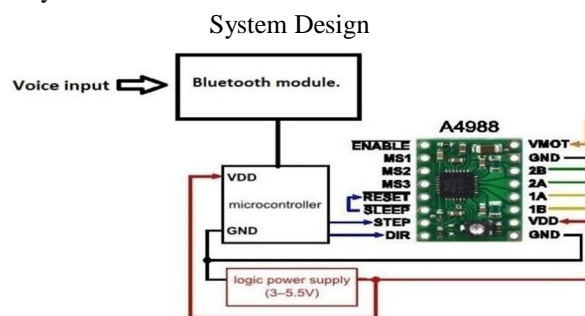 System Design
Voice input
Bluetooth module.
A4988
ENABLE
MS1
MS2
MS3
RESET
SLEEP
STEP
DIR
VMOT
GND
2B
2A
1A
1B
VDD
GND
VDD
microcontroller
GND
logic power supply
(3–5.5V)